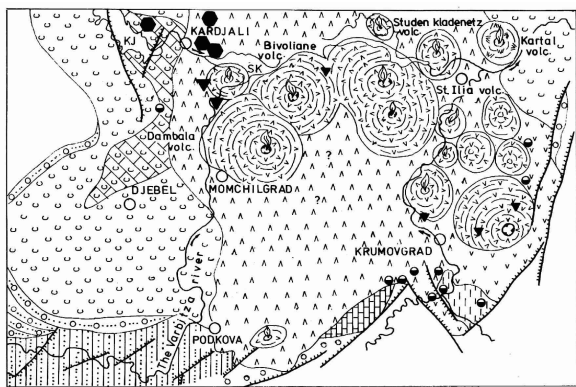 KJ
KARDJALI
Studen kladenetz
volc.
Kartal
volc.
Bivoliane
volc.
SK
St. Ilia volc.
Dambala
volc.
DJEBEL
MOMCHILGRAD
?
?
KRUMOVGRAD
The Varbitza river
PODKOVA